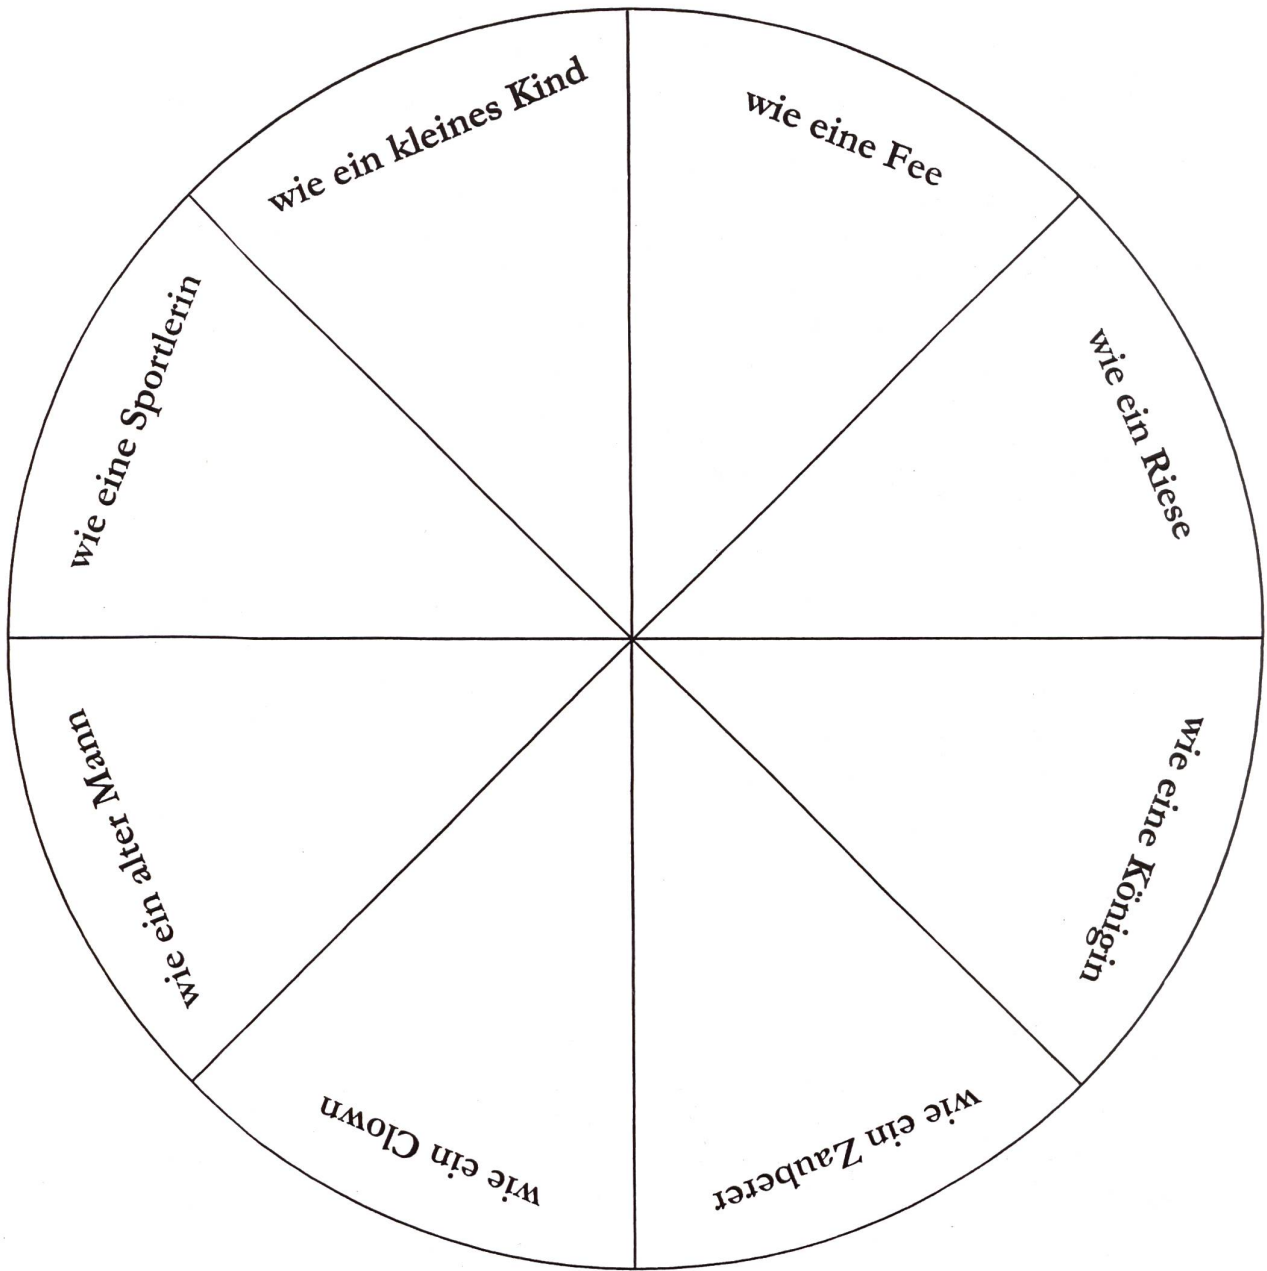 wie eine Fee
wie ein Riese
wie eine Königin
wie ein Zauberer
wie ein Clown
wie ein alter Mann
wie eine Sportlerin
wie ein kleines Kind